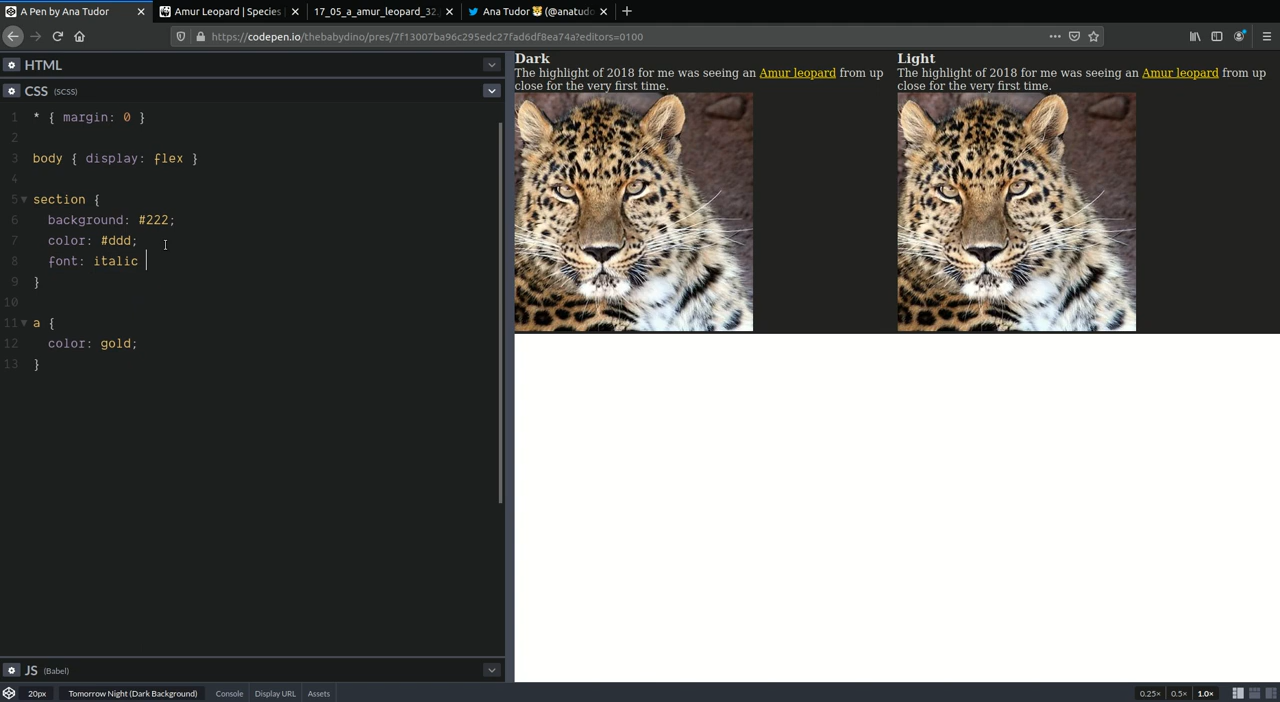 A Pen by Ana Tudor
Amur Leopard | Species
17_05_a_amur_leopard_32.
Ana Tudor 🐯 (@anatudo
https://codepen.io/thebabydino/pres/7f13007ba96c295edc27fad6df8ea74a?editors=0100
HTML
CSS (SCSS)
1 * { margin: 0 }
2
3 body { display: flex }
4
5 section {
6 background: #222;
7 color: #ddd;
8 font: italic
9 }
10
11 a {
12 color: gold;
13 }
Dark
The highlight of 2018 for me was seeing an Amur leopard from up
close for the very first time.
Light
The highlight of 2018 for me was seeing an Amur leopard from up
close for the very first time.
JS (Babel)
20px Tomorrow Night (Dark Background) Console Display URL Assets 0.25× 0.5× 1.0×